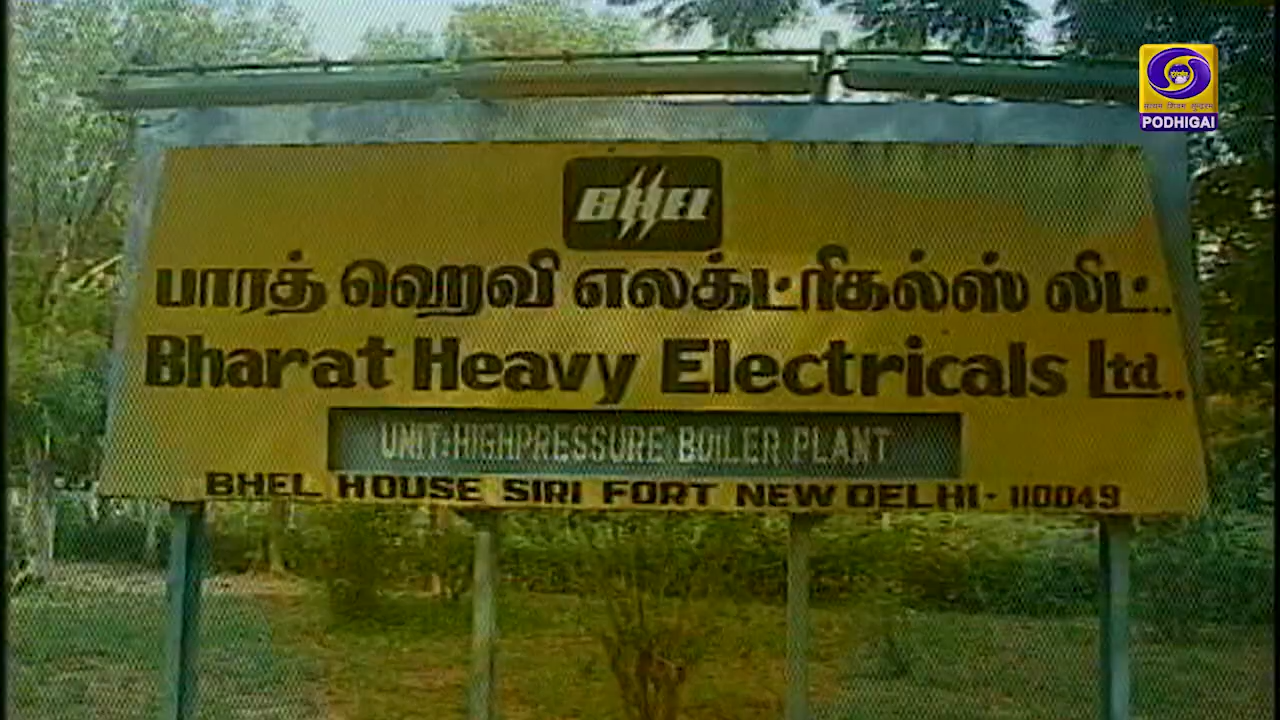 BHEL
பாரத் ஹெவி எலக்ட்ரிகல்ஸ் லிட்..
Bharat Heavy Electricals Ltd..
UNIT:HIGHPRESSURE BOILER PLANT
BHEL HOUSE SIRI FORT NEW DELHI - 110049
PODHIGAI